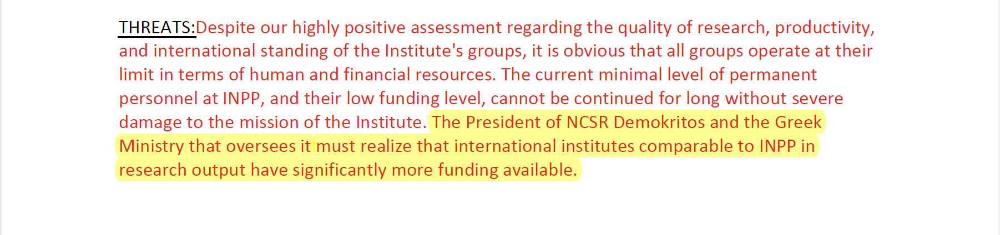 THREATS:Despite our highly positive assessment regarding the quality of research, productivity,
and international standing of the Institute's groups, it is obvious that all groups operate at their
limit in terms of human and financial resources. The current minimal level of permanent
personnel at INPP, and their low funding level, cannot be continued for long without severe
damage to the mission of the Institute. The President of NCSR Demokritos and the Greek
Ministry that oversees it must realize that international institutes comparable to INPP in
research output have significantly more funding available.